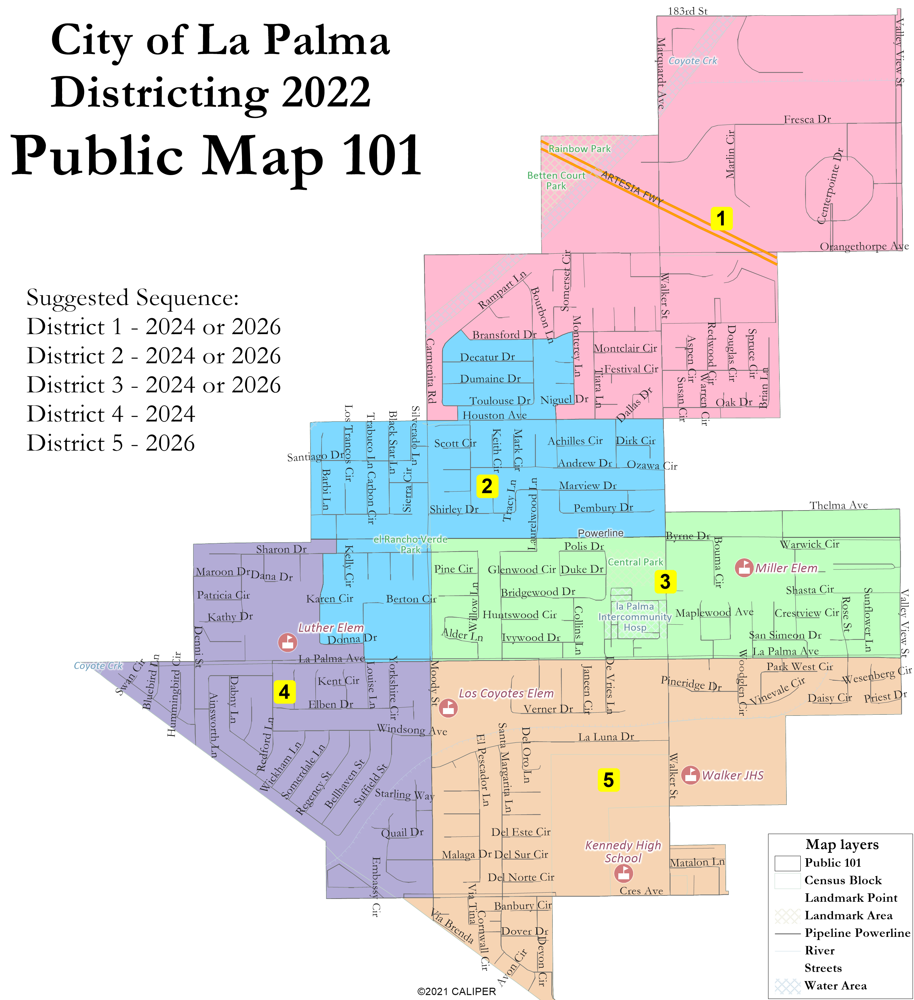 City of La Palma
Districting 2022
Public Map 101
Suggested Sequence:
District 1 - 2024 or 2026
District 2 - 2024 or 2026
District 3 - 2024 or 2026
District 4 - 2024
District 5 - 2026
183rd St
Marquardt Ave
Coyote Crk
Valley View St
Fresca Dr
Marlin Cir
Centerpointe Dr
Rainbow Park
Betten Court
Park
ARTESIA FWY
1
Orangethorpe Ave
Rampart Ln
Bourbon Ln
Somerset Cir
Walker St
Bransford Dr
Monterey Ln
Carmenita Rd
Montclair Cir
Festival Cir
Tiara Ln
Dallas Dr
Aspen Cir
Redwood Cir
Douglas Cir
Spruce Cir
Brian Ln
Susan Cir
Warren Cir
Oak Dr
Decatur Dr
Dumaine Dr
Toulouse Dr
Niguel Dr
Houston Ave
Los Trancos Cir
Trabuco Ln
Black Star Ln
Silverado Ln
Santiago Dr
Barbi Ln
Carbon Cir
Sierra Cir
Scott Cir
Keith Cir
Mark Cir
Achilles Cir
Dirk Cir
Andrew Dr
Ozawa Cir
2
Tracy Ln
Laurelwood Ln
Marview Dr
Shirley Dr
Pembury Dr
Thelma Ave
Powerline
el Rancho Verde
Park
Byrne Dr
Bouma Cir
Warwick Cir
Sharon Dr
Kelly Cir
Polis Dr
Central Park
Maroon Dr
Dana Dr
Pine Cir
Glenwood Cir
Duke Dr
3
Miller Elem
Patricia Cir
Karen Cir
Berton Cir
Willow Ln
Bridgewood Dr
Shasta Cir
Rose St
Sunflower Ln
Valley View St
Kathy Dr
Huntswood Cir
Collins Ln
la Palma
Intercommunity
Hosp
Maplewood Ave
Crestview Cir
Luther Elem
Denni St
Donna Dr
Alder Ln
Ivywood Dr
San Simeon Dr
La Palma Ave
La Palma Ave
Coyote Crk
Swan Cir
Bluebird Ln
Hummingbird Cir
Ainsworth Ln
Dabny Ln
Redford Ln
4
Kent Cir
Elben Dr
Louise Ln
Yorkshire Cir
Moody St
Windsong Ave
Wickham Ln
Somerdale Ln
Regency St
Bellhaven St
Suffield St
Starling Way
Quail Dr
Embassy Cir
Los Coyotes Elem
Verner Dr
Janeen Cir
De Vries Ln
Pineridge Dr
Woodglen Cir
Park West Cir
Vinevale Cir
Wesenberg Cir
Daisy Cir
Priest Dr
La Luna Dr
El Pescador Ln
Santa Margarita Ln
Del Oro Ln
5
Walker St
Walker JHS
Del Este Cir
Malaga Dr
Del Sur Cir
Del Norte Cir
Kennedy High
School
Matalon Ln
Cres Ave
Via Tina
Via Brenda
Cornwall Cir
Banbury Cir
Dover Dr
Devon Cir
Avon Cir
©2021 CALIPER
Map layers
Public 101
Census Block
Landmark Point
Landmark Area
Pipeline Powerline
River
Streets
Water Area